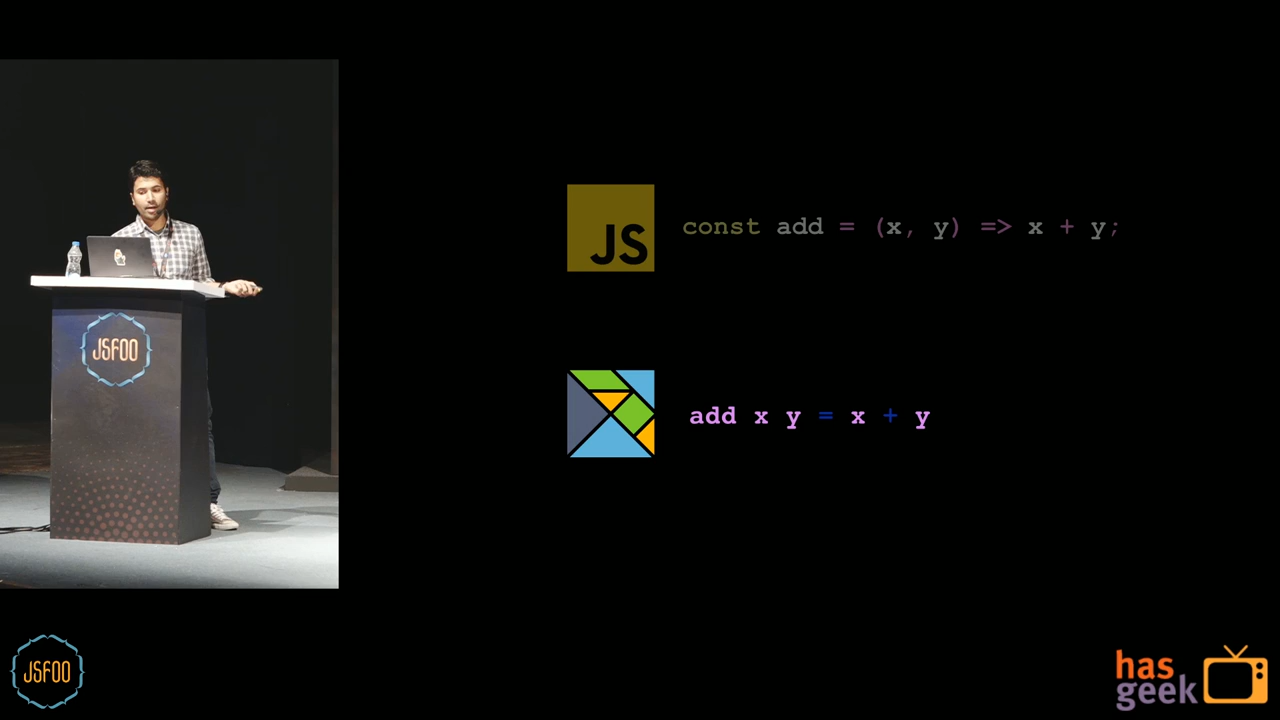 JS
const add = (x, y) => x + y;
add x y = x + y
JSFOO
JSFOO
has
geek